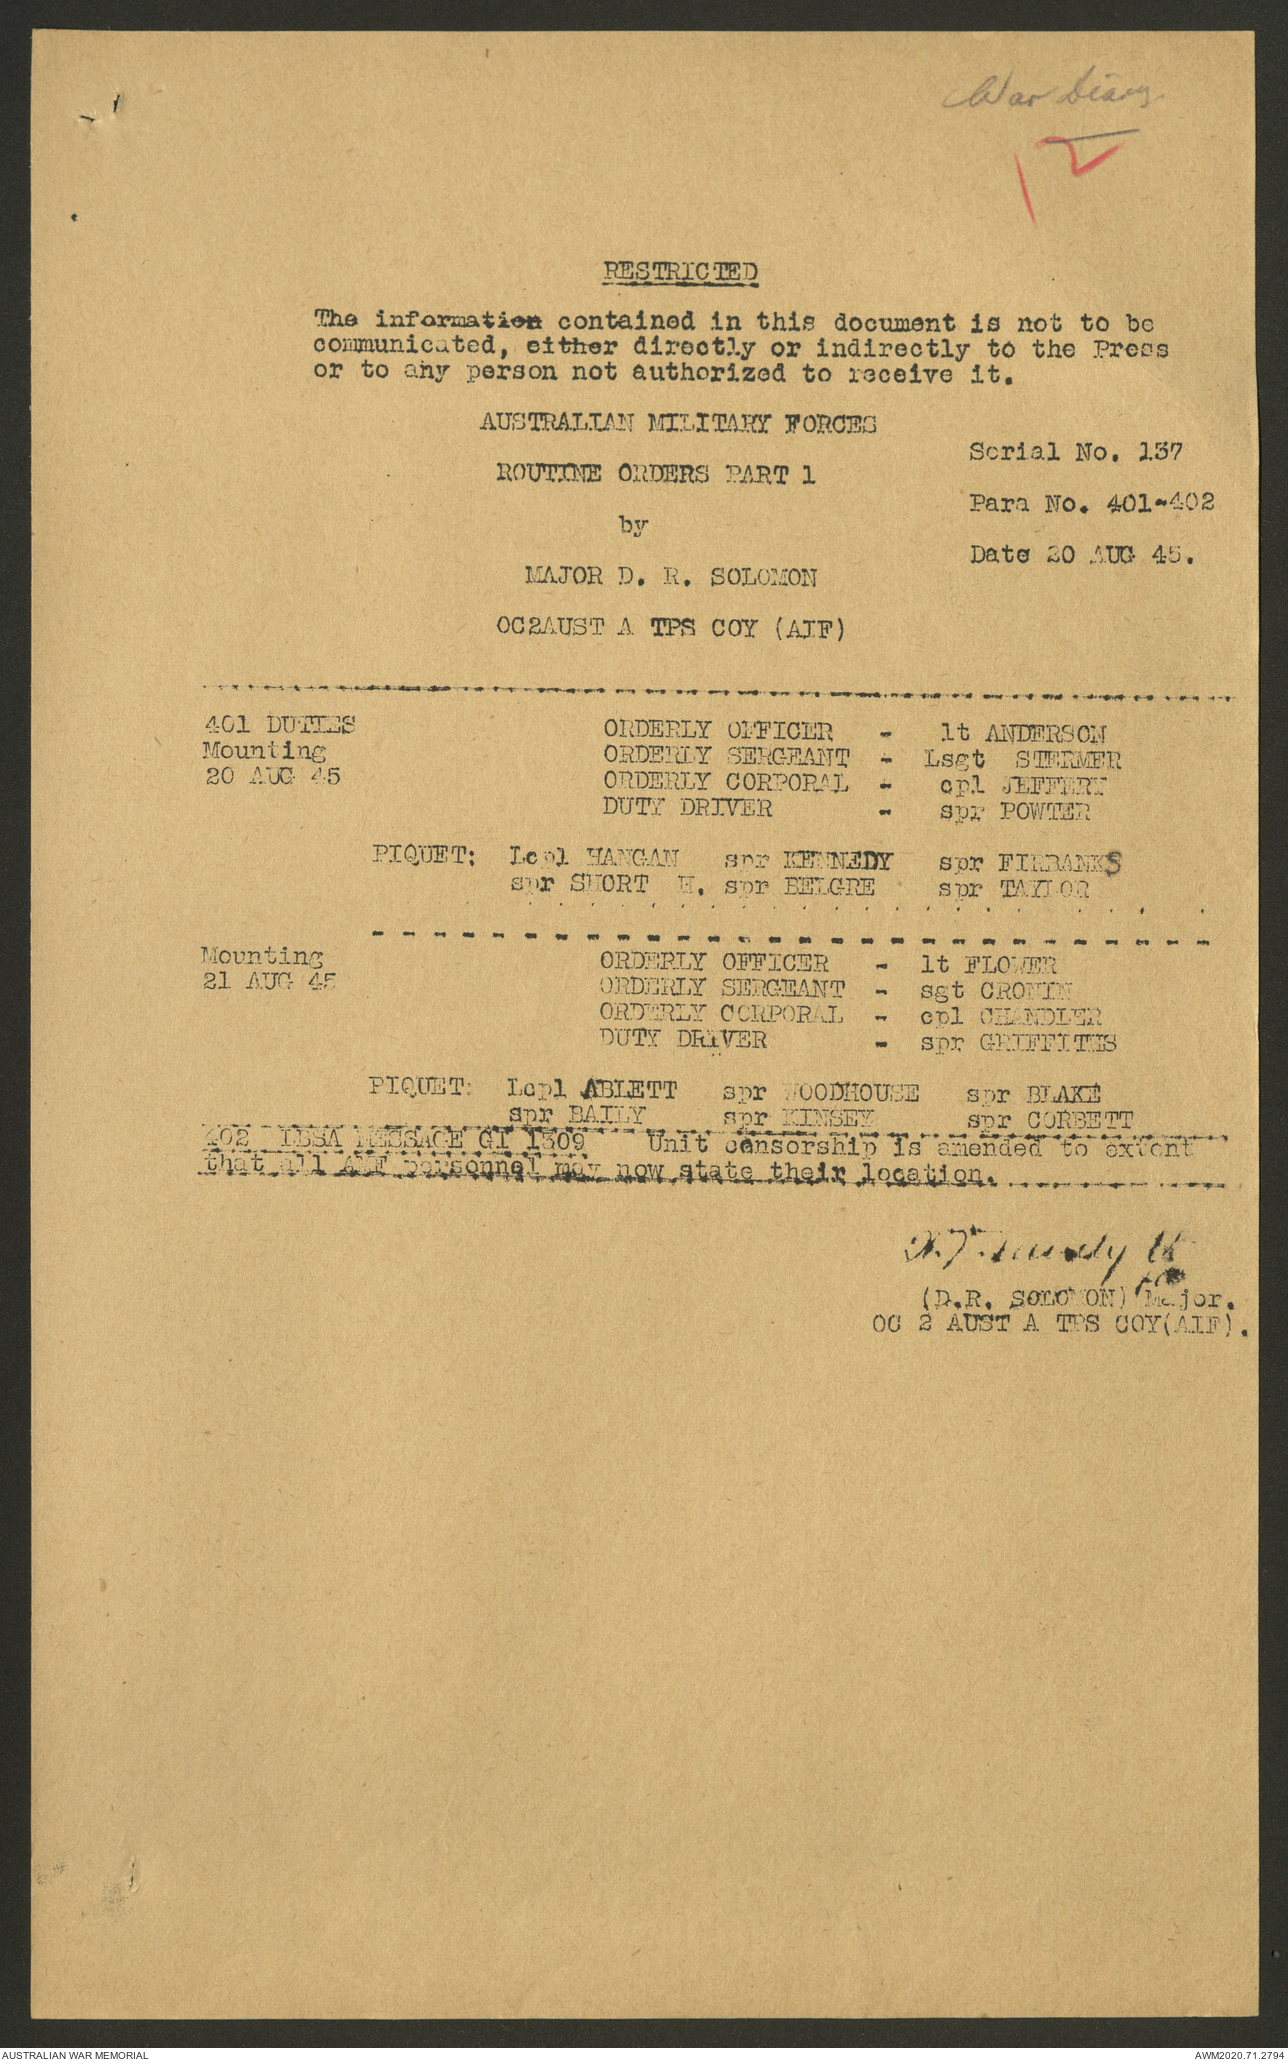 War Diary
12
RESTRICTED
The information contained in this document is not to be
communicated, either directly or indirectly to the Press
or to any person not authorized to receive it.
AUSTRALIAN MILITARY FORCES
Serial No. 137
ROUTINE ORDERS PART 1
Para No. 401-402
by
Date 20 AUG 45.
MAJOR D. R. SOLOMON
OC2AUST A TPS COY (AIF)
401 DUTIES ORDERLY OFFICER - lt ANDERSON
Mounting ORDERLY SERGEANT - Lsgt STERMER
20 AUG 45 ORDERLY CORPORAL - cpl JEFFERY
DUTY DRIVER - spr POWTER
PIQUET: Lcpl HANGAN spr KENNEDY spr FIRBANKS
spr SHORT H. spr BELGRE spr TAYLOR
Mounting ORDERLY OFFICER - lt FLOWER
21 AUG 45 ORDERLY SERGEANT - sgt CRONIN
ORDERLY CORPORAL - cpl CHANDLER
DUTY DRIVER - spr GRIFFITHS
PIQUET: Lcpl ABLETT spr WOODHOUSE spr BLAKE
spr BAILY spr KINSEY spr CORBETT
402 LBSA MESSAGE GI 1309 Unit censorship is amended to extent
that all AMF personnel may now state their location.
(D.R. SOLOMON) Major.
OC 2 AUST A TPS COY(AIF).
AUSTRALIAN WAR MEMORIAL
AWM2020.71.2794